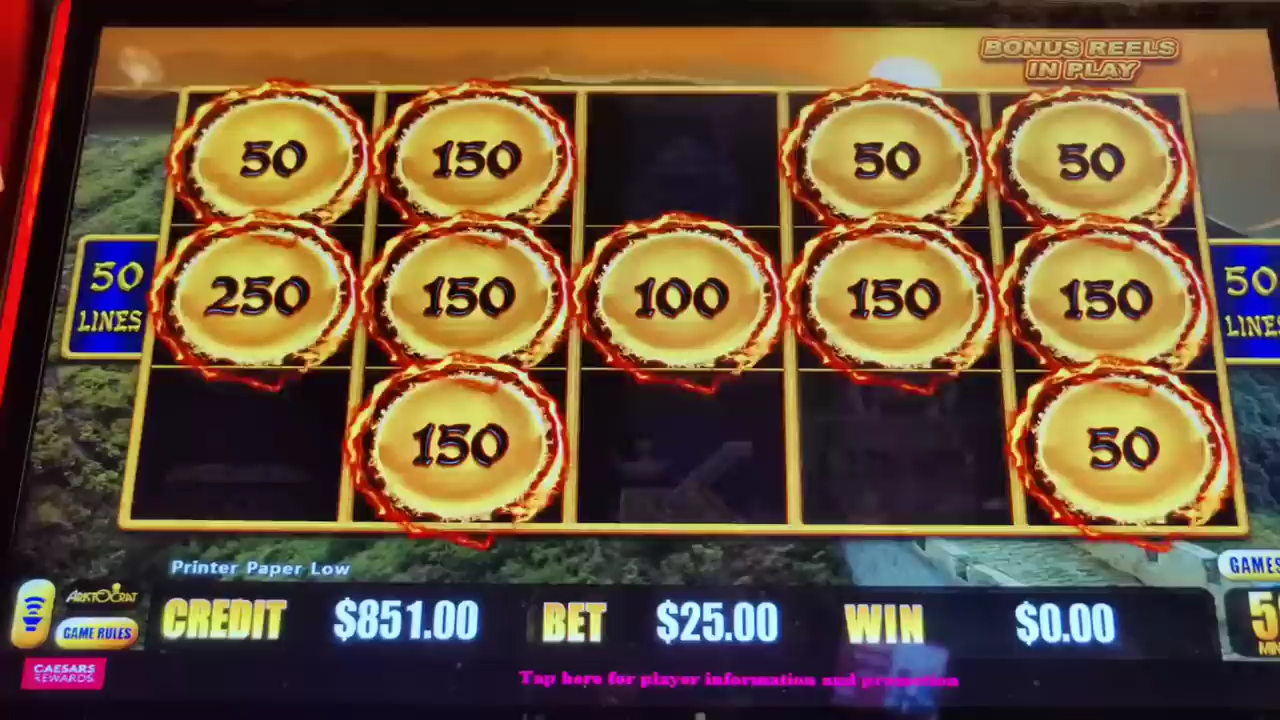 BONUS REELS
IN PLAY
50 150 50 50
50
LINES
250 150 100 150 150
50
LINES
150 50
Printer Paper Low
GAMES
ARISTOCRAT
GAME RULES
CREDIT $851.00 BET $25.00 WIN $0.00
CAESARS
REWARDS
Tap here for player information and promotion